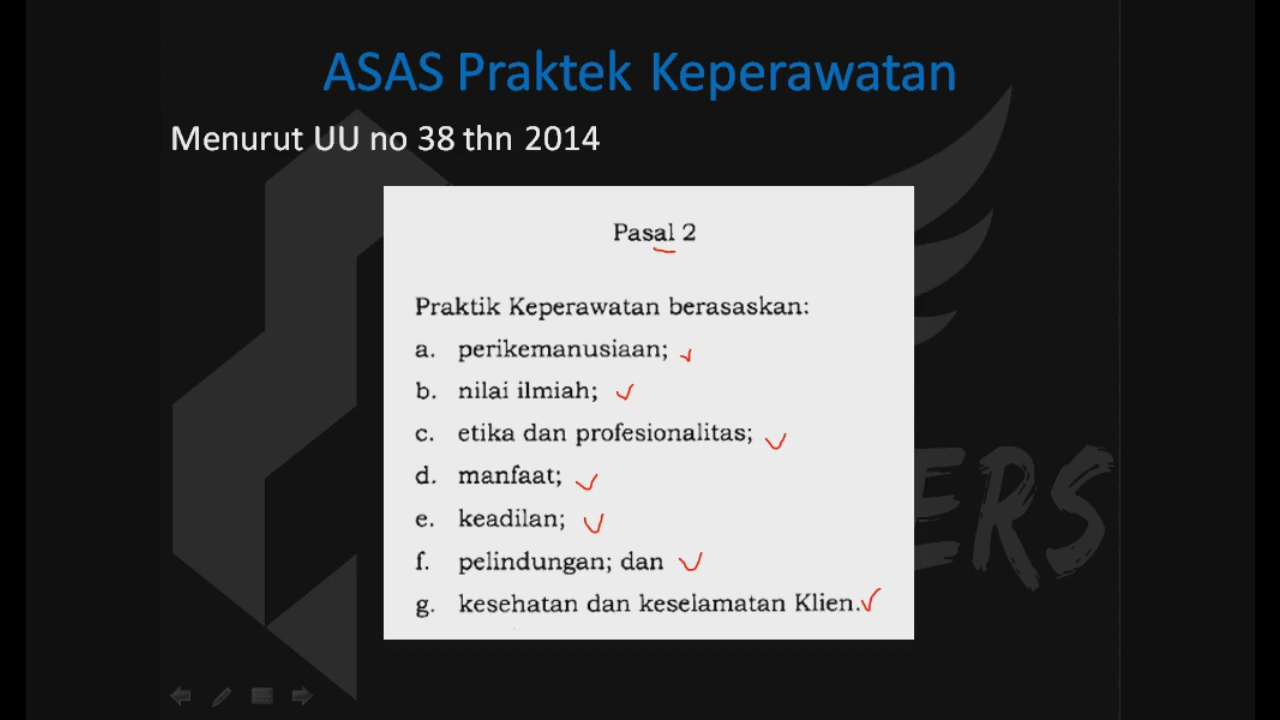 ASAS Praktek Keperawatan
Menurut UU no 38 thn 2014
Pasal 2
Praktik Keperawatan berasaskan:
a. perikemanusiaan;
b. nilai ilmiah;
c. etika dan profesionalitas;
d. manfaat;
e. keadilan;
f. pelindungan; dan
g. kesehatan dan keselamatan Klien.
ERS